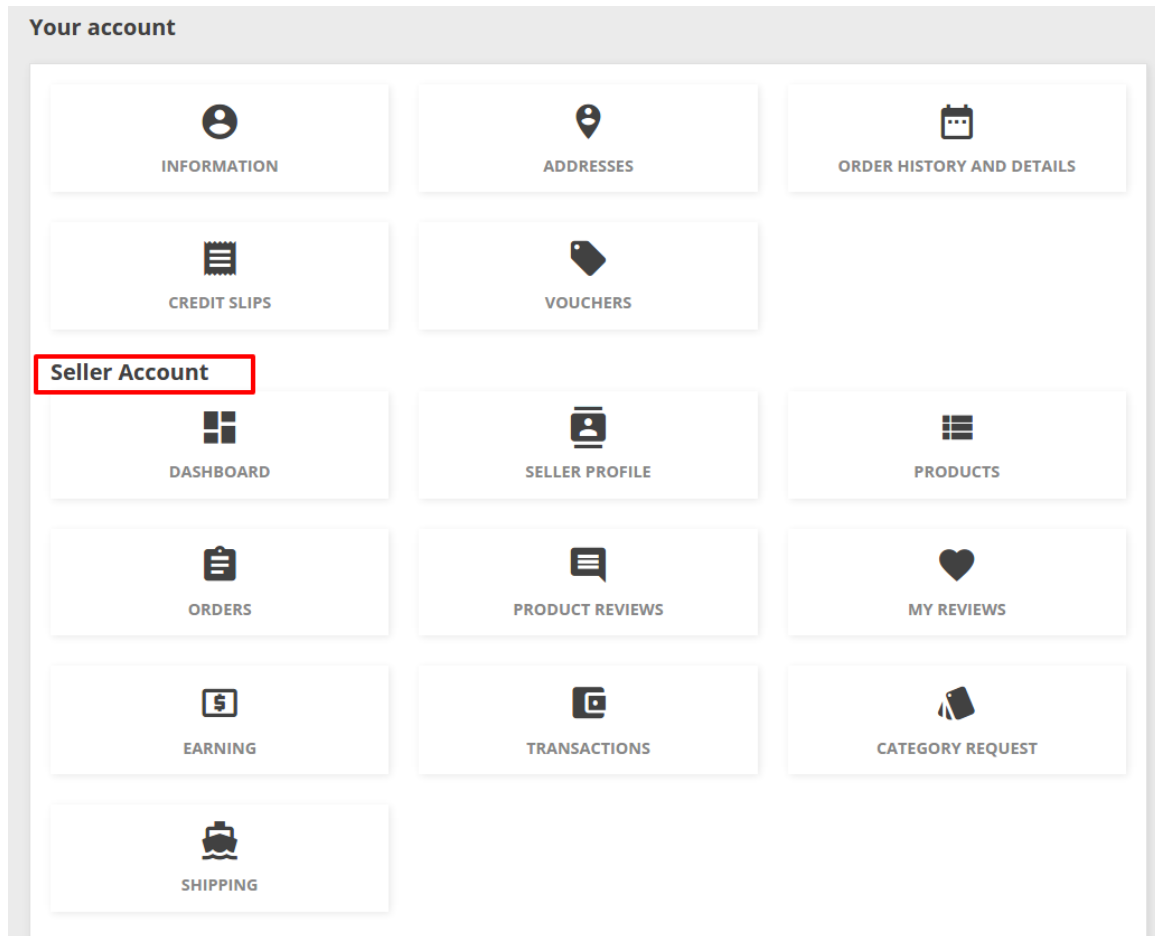 Your account
INFORMATION
ADDRESSES
ORDER HISTORY AND DETAILS
CREDIT SLIPS
VOUCHERS
Seller Account
DASHBOARD
SELLER PROFILE
PRODUCTS
ORDERS
PRODUCT REVIEWS
MY REVIEWS
EARNING
TRANSACTIONS
CATEGORY REQUEST
SHIPPING